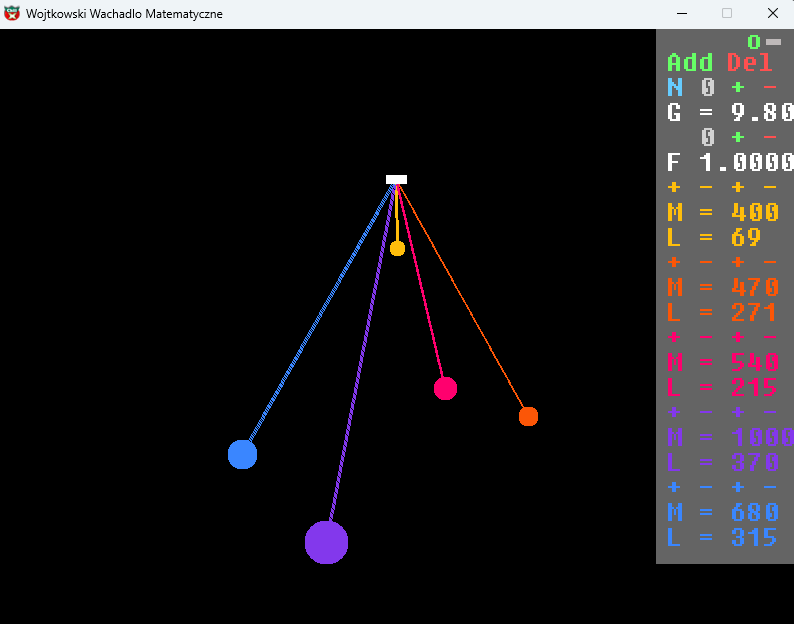 Wojtkowski Wachadlo Matematyczne
o
Add Del
N 0 + -
G = 9.80
0 + -
F 1.0000
+ - + -
M = 400
L = 69
+ - + -
M = 470
L = 271
+ - + -
M = 540
L = 215
+ - + -
M = 1000
L = 370
+ - + -
M = 680
L = 315